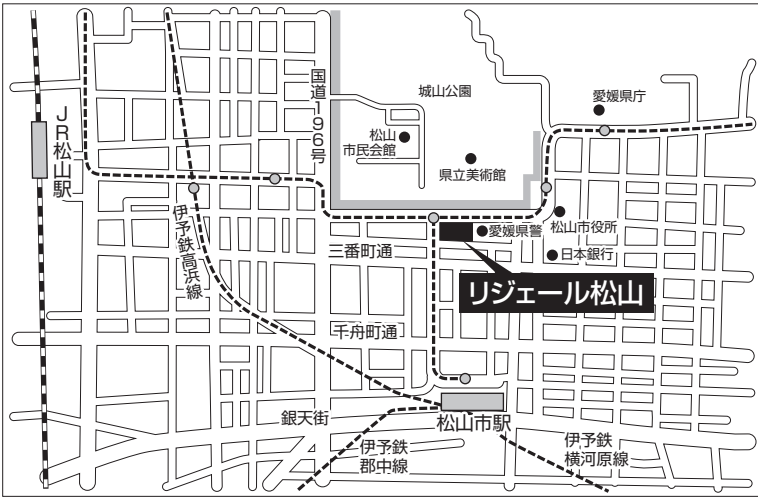 JR松山駅
国道196号
城山公園
愛媛県庁
松山
市民会館
県立美術館
伊予鉄高浜線
三番町通
愛媛県警
松山市役所
日本銀行
リジェール松山
千舟町通
銀天街
松山市駅
伊予鉄
郡中線
伊予鉄
横河原線